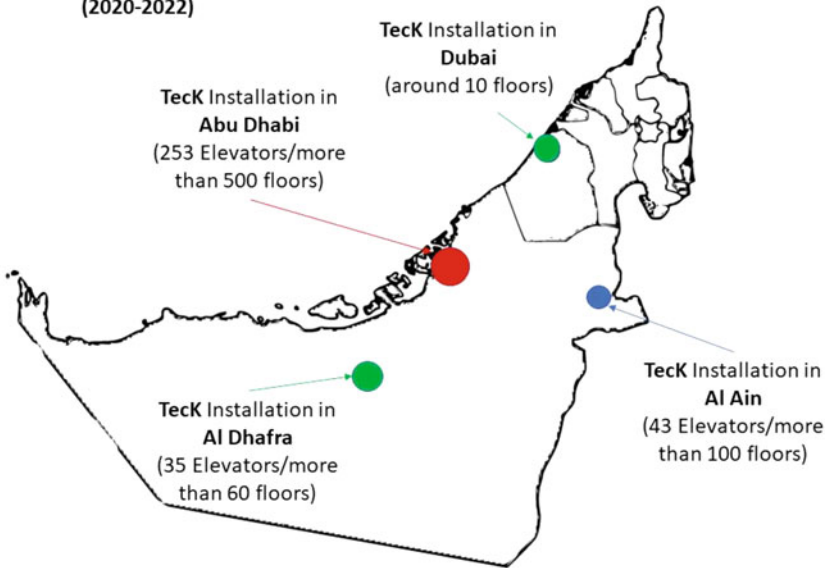 (2020-2022)
TecK Installation in
Dubai
(around 10 floors)
TecK Installation in
Abu Dhabi
(253 Elevators/more
than 500 floors)
TecK Installation in
Al Ain
(43 Elevators/more
than 100 floors)
TecK Installation in
Al Dhafra
(35 Elevators/more
than 60 floors)